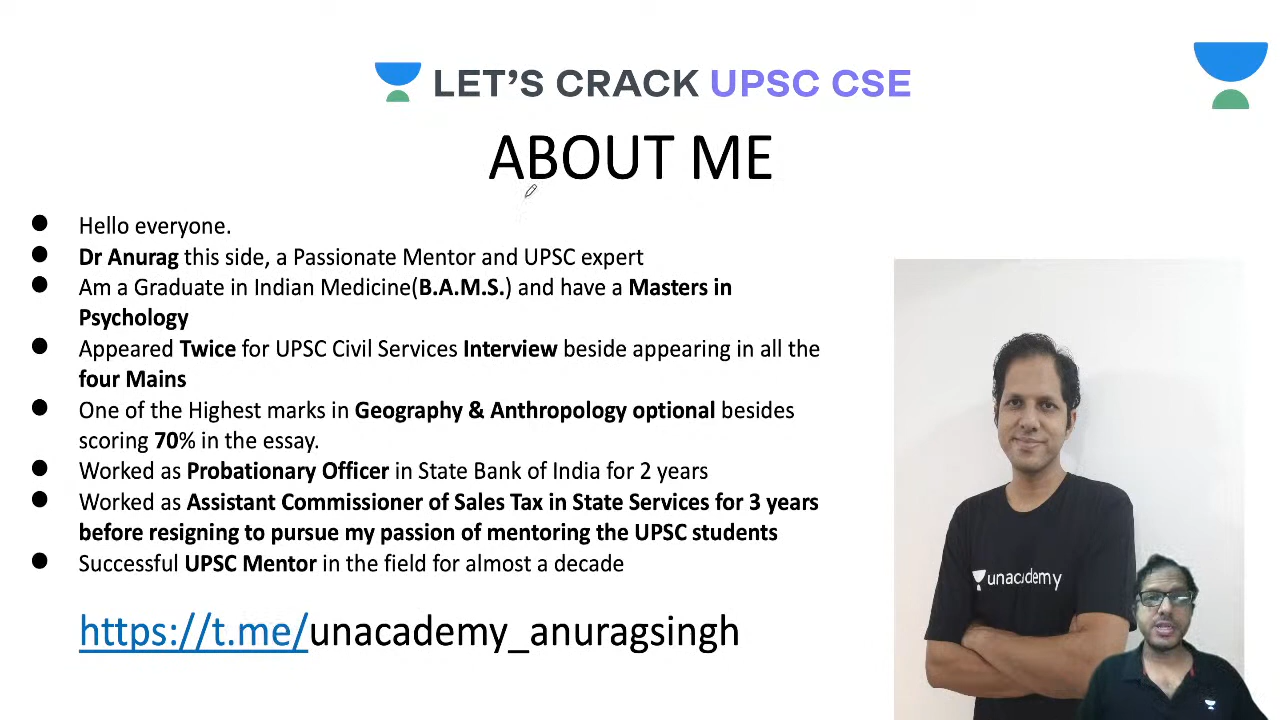 LET'S CRACK UPSC CSE
ABOUT ME
● Hello everyone.
● Dr Anurag this side, a Passionate Mentor and UPSC expert
● Am a Graduate in Indian Medicine(B.A.M.S.) and have a Masters in
Psychology
● Appeared Twice for UPSC Civil Services Interview beside appearing in all the
four Mains
● One of the Highest marks in Geography & Anthropology optional besides
scoring 70% in the essay.
● Worked as Probationary Officer in State Bank of India for 2 years
● Worked as Assistant Commissioner of Sales Tax in State Services for 3 years
before resigning to pursue my passion of mentoring the UPSC students
● Successful UPSC Mentor in the field for almost a decade
https://t.me/unacademy_anuragsingh
unacademy